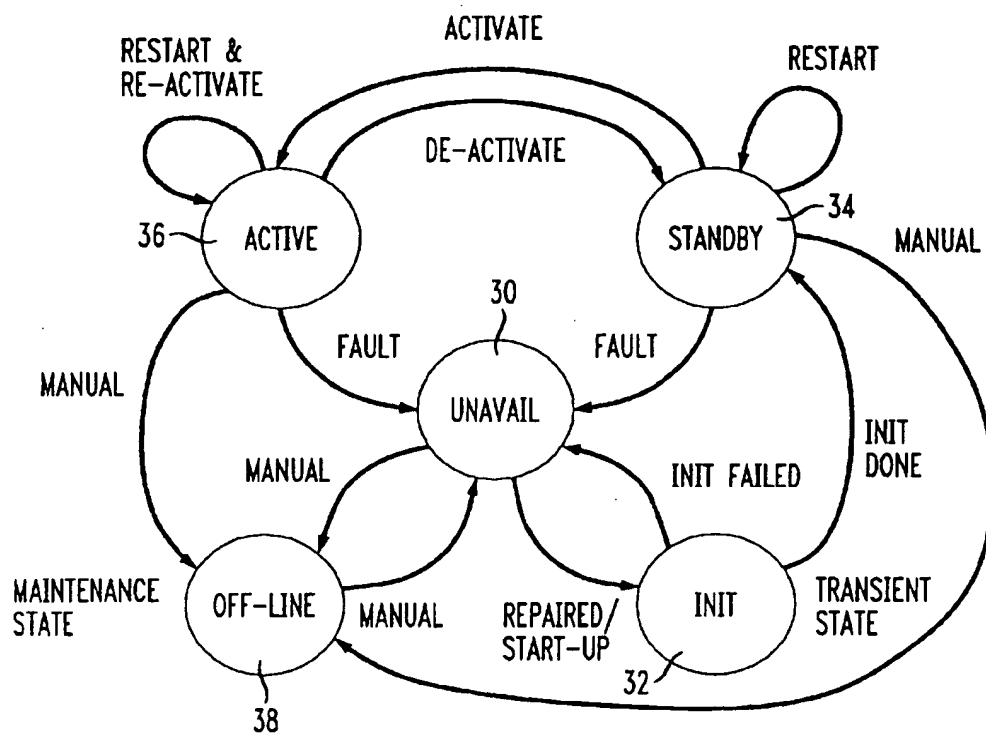 ACTIVATE
RESTART &
RE-ACTIVATE
RESTART
DE-ACTIVATE
36
ACTIVE
STANDBY
34
MANUAL
30
FAULT
FAULT
MANUAL
UNAVAIL
INIT
DONE
MANUAL
INIT FAILED
MAINTENANCE
STATE
OFF-LINE
MANUAL
REPAIRED/
START-UP
INIT
TRANSIENT
STATE
32
38